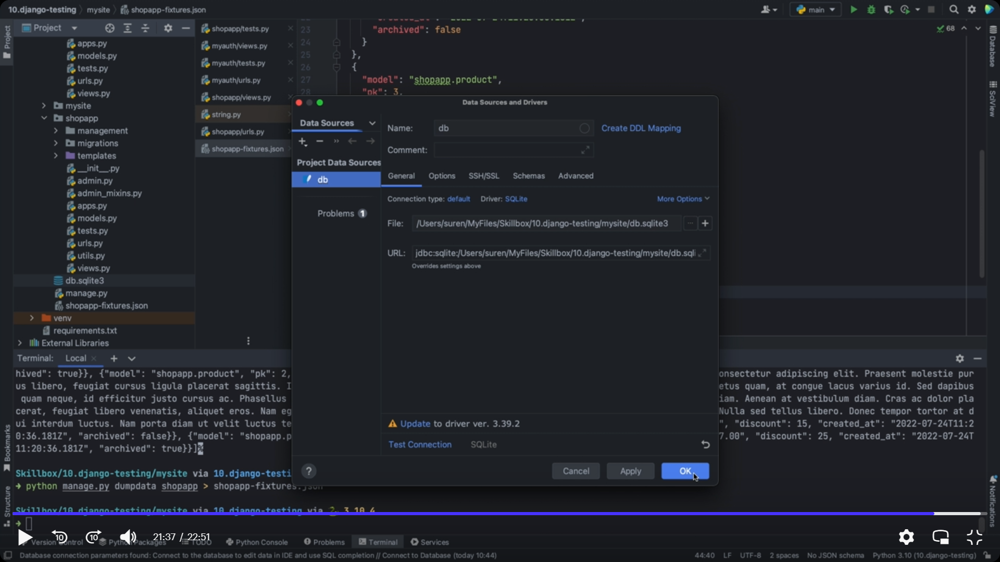 10.django-testing mysite shopapp-fixtures.json
main
Project
Project
apps.py
models.py
tests.py
urls.py
views.py
mysite
shopapp
management
migrations
templates
__init__.py
admin.py
admin_mixins.py
apps.py
models.py
tests.py
urls.py
utils.py
views.py
db.sqlite3
manage.py
shopapp-fixtures.json
venv
requirements.txt
External Libraries
shopapp/tests.py
myauth/views.py
myauth/tests.py
myauth/urls.py
shopapp/views.py
string.py
shopapp/urls.py
shopapp-fixtures.json
23 "archived": false
24 }
25 },
26 {
27 "model": "shopapp.product",
28 "pk": 3,
68
Database
SciView
Notifications
Data Sources and Drivers
Data Sources
Project Data Sources
db
Problems 1
Name: db
Create DDL Mapping
Comment:
General Options SSH/SSL Schemas Advanced
Connection type: default Driver: SQLite More Options
File: /Users/suren/MyFiles/Skillbox/10.django-testing/mysite/db.sqlite3
URL: jdbc:sqlite:/Users/suren/MyFiles/Skillbox/10.django-testing/mysite/db.sqli
Overrides settings above
Update to driver ver. 3.39.2
Test Connection SQLite
? Cancel Apply OK
Terminal: Local
hived": true}}, {"model": "shopapp.product", "pk": 2, onsectetur adipiscing elit. Praesent molestie pur
us libero, feugiat cursus ligula placerat sagittis. I etus quam, at congue lacus varius id. Sed dapibus
quam neque, id efficitur justo cursus ac. Phasellus iam. Aenean at vestibulum diam. Cras ac dolor pla
cerat, feugiat libero venenatis, aliquet eros. Nam eg Nulla sed tellus libero. Donec tempor tortor at d
ui interdum luctus. Nam porta diam ut velit luctus te ", "discount": 15, "created_at": "2022-07-24T11:2
0:36.181Z", "archived": false}}, {"model": "shopapp.p 7.00", "discount": 25, "created_at": "2022-07-24T
11:20:36.181Z", "archived": true}}]%
Skillbox/10.django-testing/mysite via 10.django-testi
→ python manage.py dumpdata shopapp > shopapp-fixtures.json
Skillbox/10.django-testing/mysite via 10.django-testing via 3.10.4
→
Bookmarks
Structure
10 10 21:37 / 22:51
Version Control Python Packages TODO Python Console Problems Terminal Services
Database connection parameters found: Connect to the database to edit data in IDE and use SQL completion // Connect to Database (today 10:44) 44:40 LF UTF-8 2 spaces No JSON schema Python 3.10 (10.django-testing)